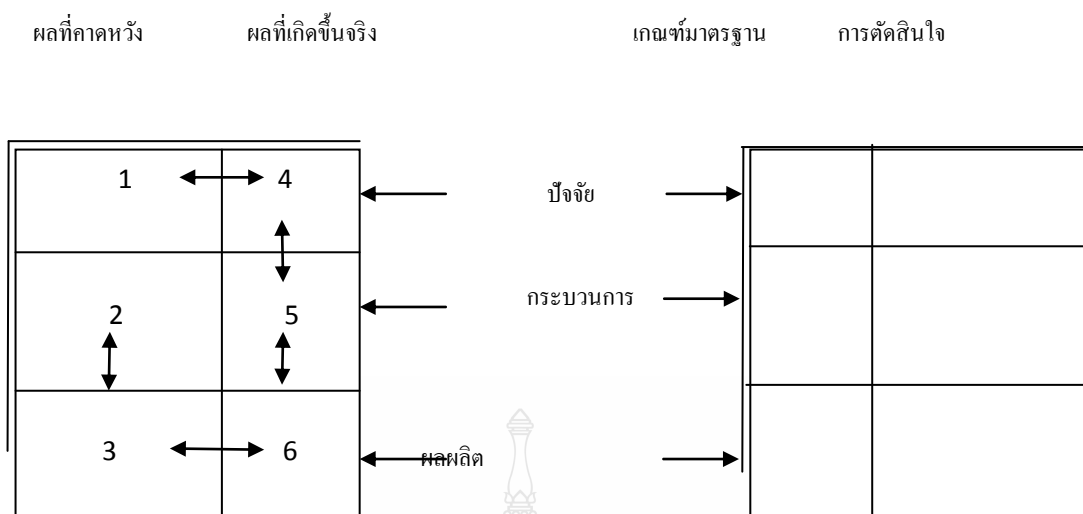 ผลที่คาดหวัง ผลที่เกิดขึ้นจริง เกณฑ์มาตรฐาน การตัดสินใจ
1 4 ปัจจัย
2 5 กระบวนการ
3 6 ผลผลิต